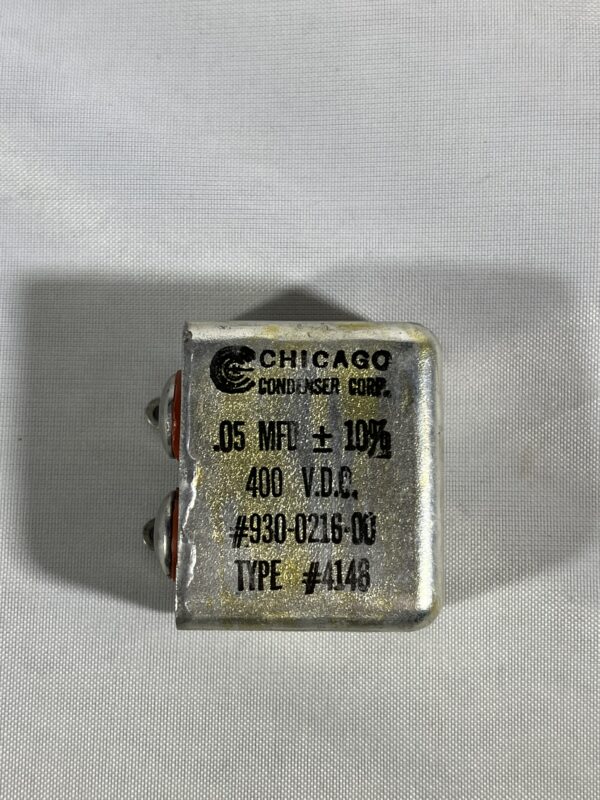 CHICAGO
CONDENSER CORP.
.05 MFD ± 10%
400 V.D.C.
#930-0216-00
TYPE #4148